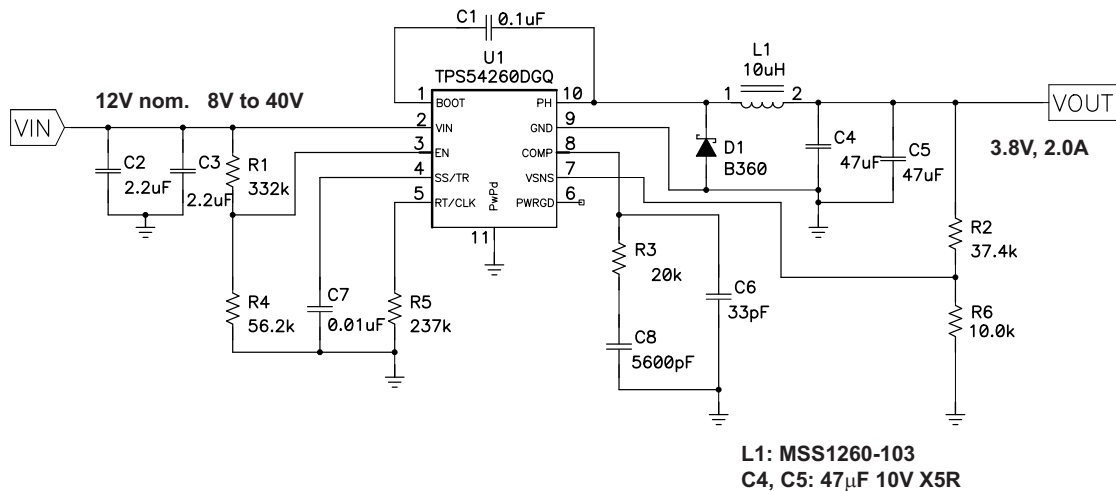 C1 0.1uF
U1
TPS54260DGQ
L1
10uH
1 BOOT PH 10
2 VIN GND 9
3 EN COMP 8
4 SS/TR VSNS 7
5 RT/CLK PWRGD 6
PwPd
11
1 2
VIN
12V nom. 8V to 40V
VOUT
3.8V, 2.0A
C2
2.2uF
C3
2.2uF
R1
332k
D1
B360
C4
47uF
C5
47uF
R2
37.4k
R4
56.2k
C7
0.01uF
R5
237k
R3
20k
C6
33pF
C8
5600pF
R6
10.0k
L1: MSS1260-103
C4, C5: 47μF 10V X5R